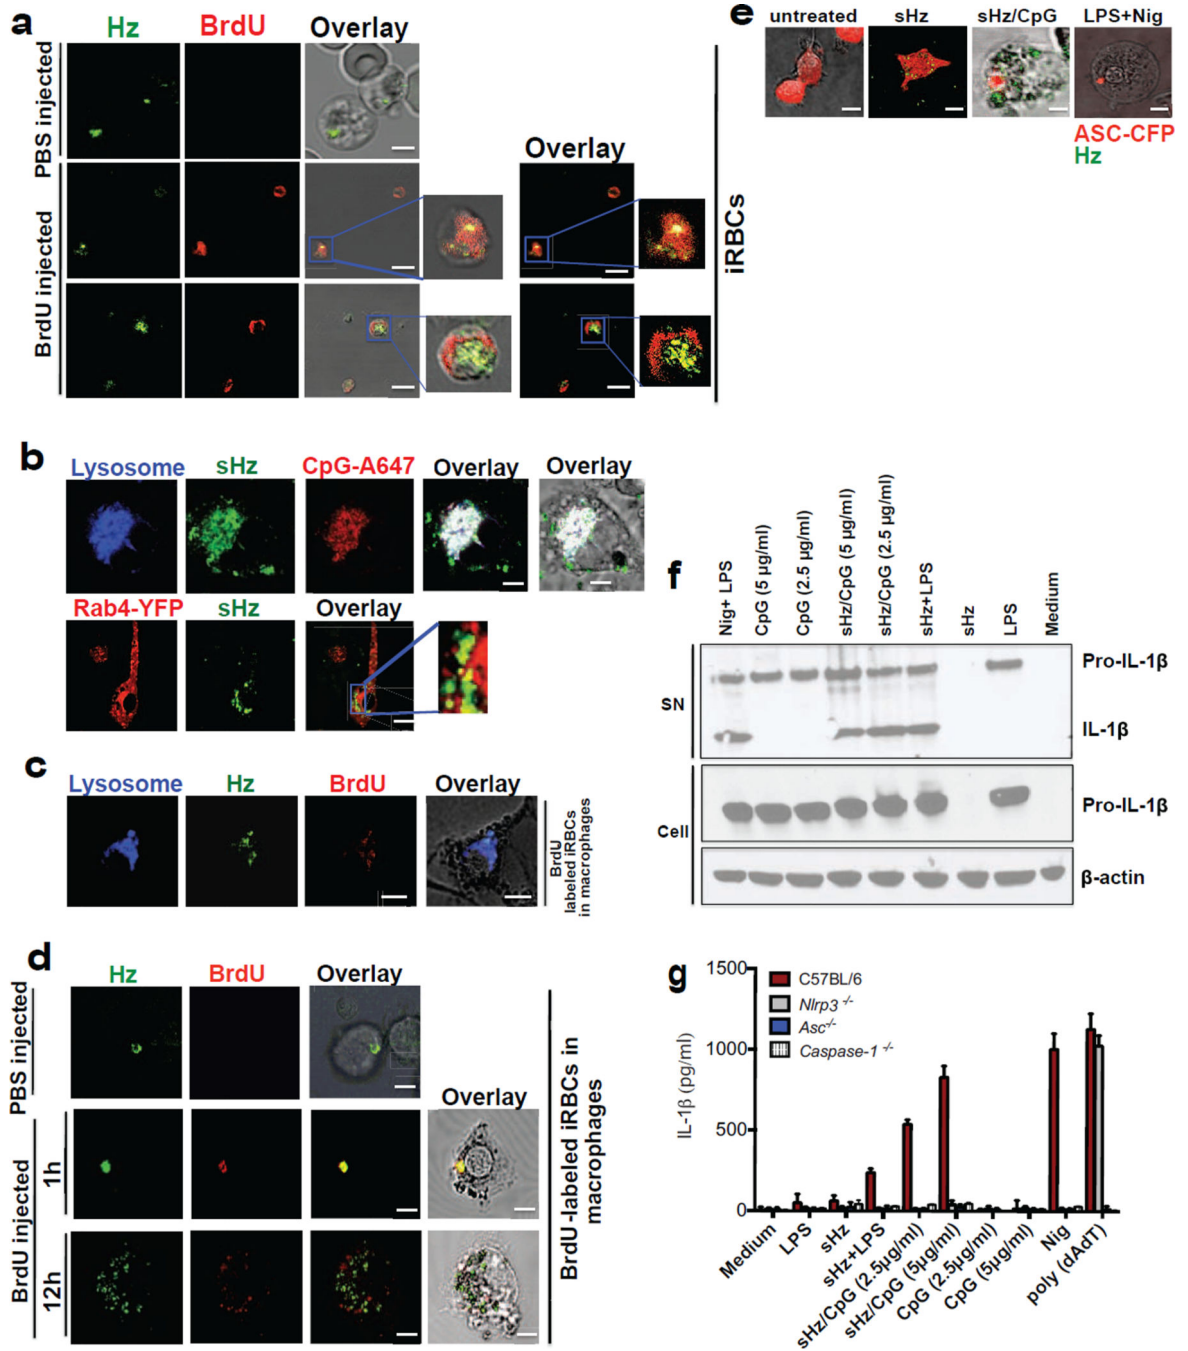 a
Hz
BrdU
Overlay
PBS injected
BrdU injected
Overlay
iRBCs
b
Lysosome
sHz
CpG-A647
Overlay
Overlay
Rab4-YFP
sHz
Overlay
c
Lysosome
Hz
BrdU
Overlay
BrdU
labeled iRBCs
in macrophages
d
Hz
BrdU
Overlay
PBS injected
BrdU injected
1h
12h
Overlay
BrdU-labeled iRBCs in
macrophages
e
untreated
sHz
sHz/CpG
LPS+Nig
ASC-CFP
Hz
f
Nig+ LPS
CpG (5 µg/ml)
CpG (2.5 µg/ml)
sHz/CpG (5 µg/ml)
sHz/CpG (2.5 µg/ml)
sHz+LPS
sHz
LPS
Medium
SN
Pro-IL-1β
IL-1β
Cell
Pro-IL-1β
β-actin
g
C57BL/6
Nlrp3 -/-
Asc-/-
Caspase-1 -/-
IL-1β (pg/ml)
1500
1000
500
0
Medium
LPS
sHz
sHz+LPS
sHz/CpG (2.5µg/ml)
sHz/CpG (5µg/ml)
CpG (2.5µg/ml)
CpG (5µg/ml)
Nig
poly (dAdT)